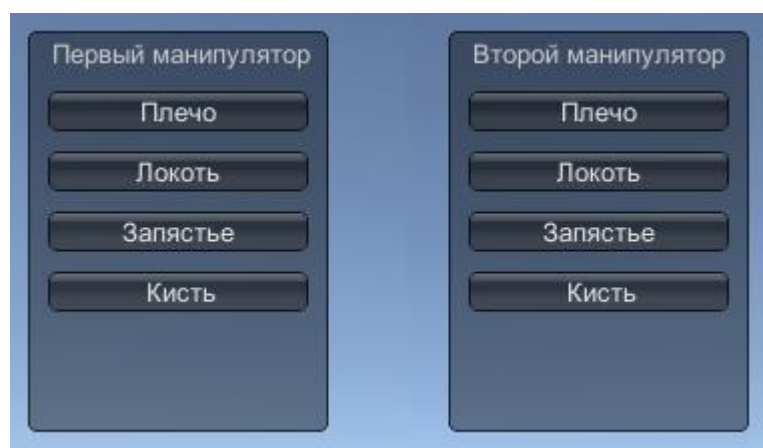 Первый манипулятор
Плечо
Локоть
Запястье
Кисть
Второй манипулятор
Плечо
Локоть
Запястье
Кисть